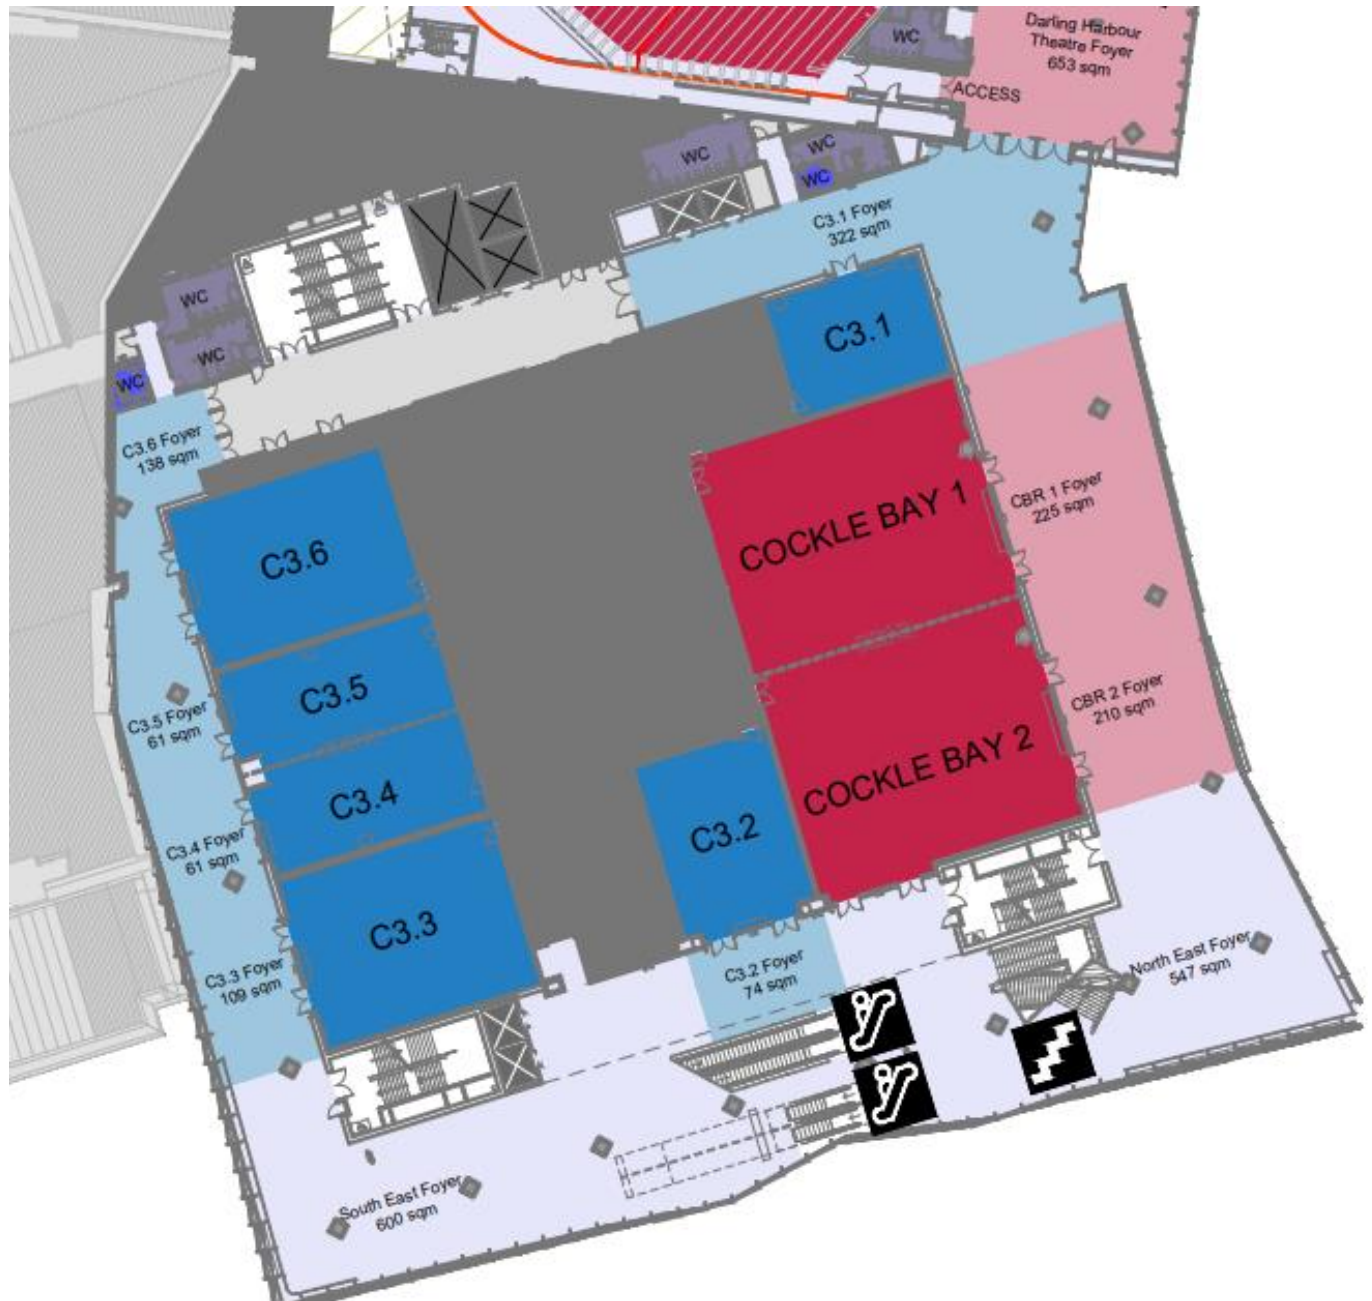 WC
Darling Harbour
Theatre Foyer
653 sqm
ACCESS
WC
WC
WC
C3.1 Foyer
322 sqm
WC
WC
WC
C3.1
C3.6 Foyer
138 sqm
CBR 1 Foyer
225 sqm
COCKLE BAY 1
C3.6
C3.5
C3.5 Foyer
61 sqm
CBR 2 Foyer
210 sqm
COCKLE BAY 2
C3.4
C3.2
C3.4 Foyer
61 sqm
C3.3
C3.3 Foyer
109 sqm
C3.2 Foyer
74 sqm
North East Foyer
547 sqm
South East Foyer
600 sqm